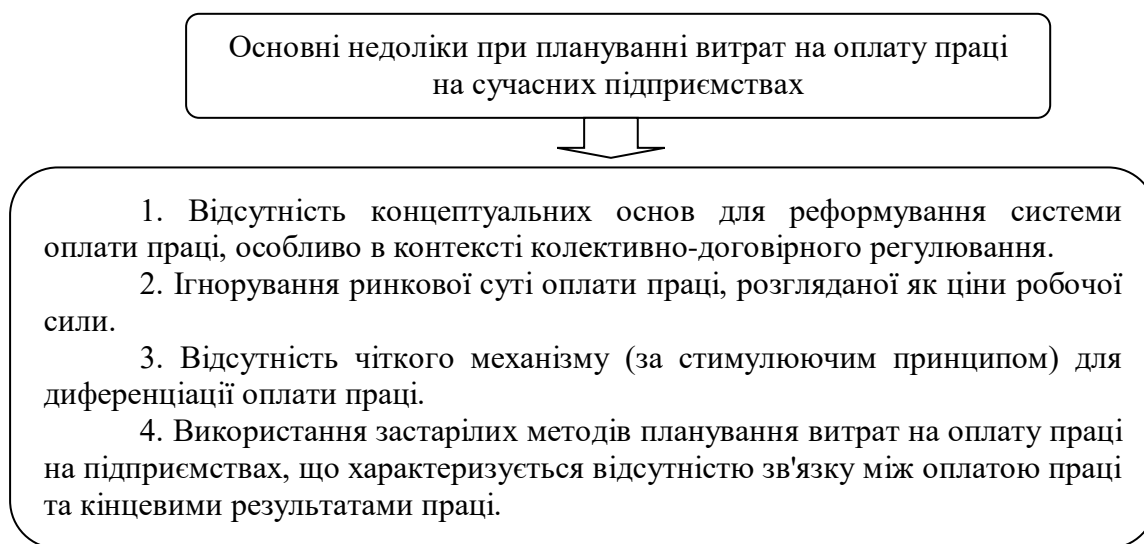 Основні недоліки при плануванні витрат на оплату праці
на сучасних підприємствах
1. Відсутність концептуальних основ для реформування системи
оплати праці, особливо в контексті колективно-договірного регулювання.
2. Ігнорування ринкової суті оплати праці, розгляданої як ціни робочої
сили.
3. Відсутність чіткого механізму (за стимулюючим принципом) для
диференціації оплати праці.
4. Використання застарілих методів планування витрат на оплату праці
на підприємствах, що характеризується відсутністю зв'язку між оплатою праці
та кінцевими результатами праці.